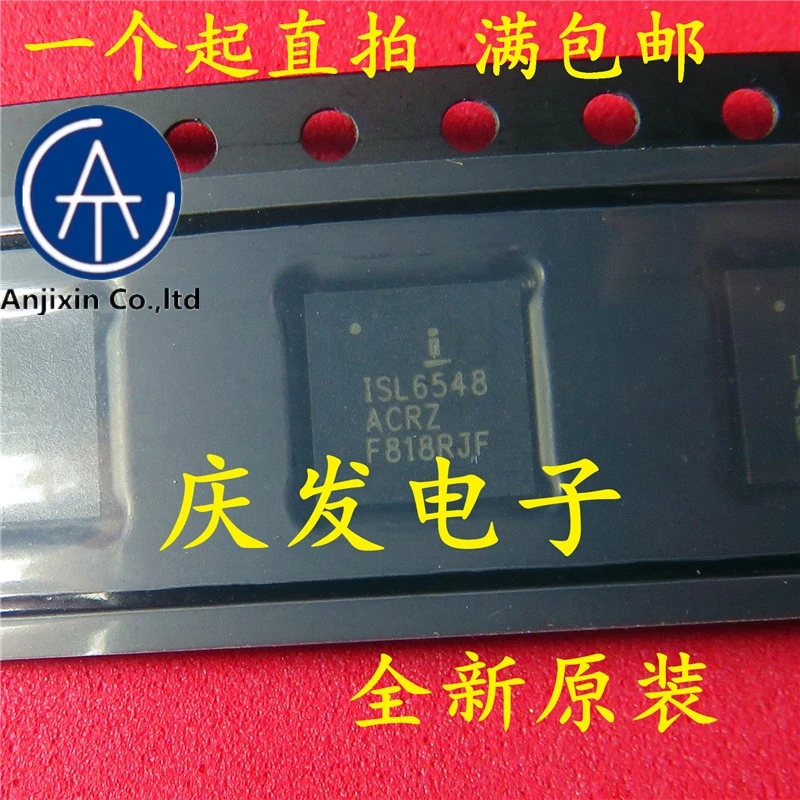 一个起直拍 满包邮
AT
Anjixin Co.,ltd
i
ISL6548
ACRZ
F818RJF
I
A
庆发电子
全新原装